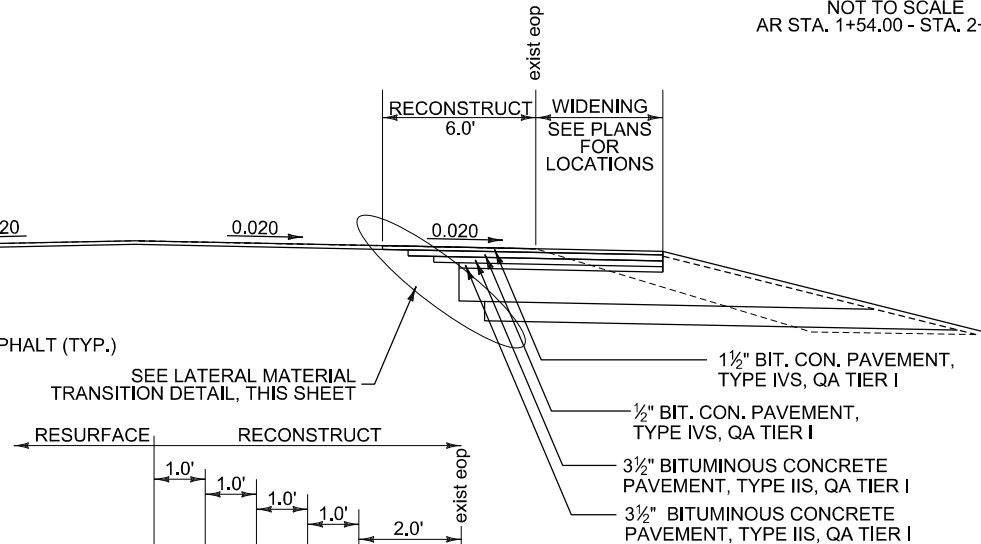 NOT TO SCALE
AR STA. 1+54.00 - STA. 2
exist eop
RECONSTRUCT
6.0'
WIDENING
SEE PLANS
FOR
LOCATIONS
20
0.020
0.020
PHALT (TYP.)
SEE LATERAL MATERIAL
TRANSITION DETAIL, THIS SHEET
1½" BIT. CON. PAVEMENT,
TYPE IVS, QA TIER I
½" BIT. CON. PAVEMENT,
TYPE IVS, QA TIER I
3½" BITUMINOUS CONCRETE
PAVEMENT, TYPE IIS, QA TIER I
3½" BITUMINOUS CONCRETE
PAVEMENT, TYPE IIS, QA TIER I
RESURFACE
RECONSTRUCT
exist eop
1.0'
1.0'
1.0'
1.0'
2.0'